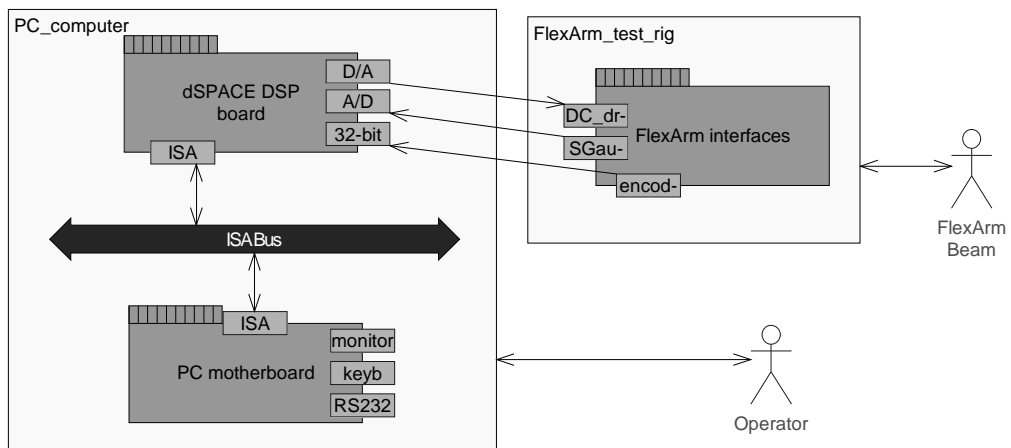 PC_computer
dSPACE DSP
board
D/A
A/D
32-bit
ISA
ISABus
ISA
PC motherboard
monitor
keyb
RS232
FlexArm_test_rig
DC_dr-
SGau-
encod-
FlexArm interfaces
FlexArm
Beam
Operator